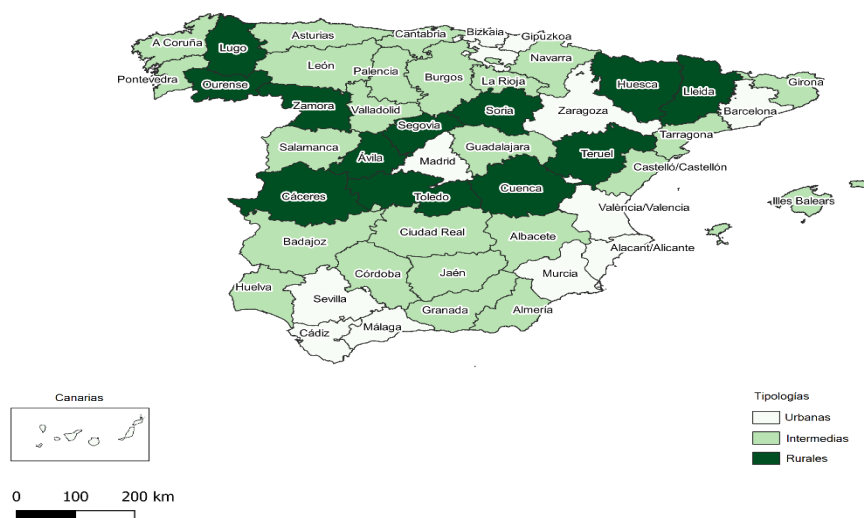 A Coruña
Lugo
Asturias
Cantabria
Bizkaia
Gipuzkoa
Navarra
Pontevedra
Ourense
León
Palencia
Burgos
La Rioja
Huesca
Lleida
Girona
Zamora
Valladolid
Soria
Zaragoza
Barcelona
Segovia
Tarragona
Salamanca
Ávila
Madrid
Guadalajara
Teruel
Castelló/Castellón
Cáceres
Toledo
Cuenca
València/Valencia
Illes Balears
Badajoz
Ciudad Real
Albacete
Alacant/Alicante
Huelva
Córdoba
Jaén
Murcia
Sevilla
Granada
Almería
Cádiz
Málaga
Canarias
Tipologías
Urbanas
Intermedias
Rurales
0 100 200 km